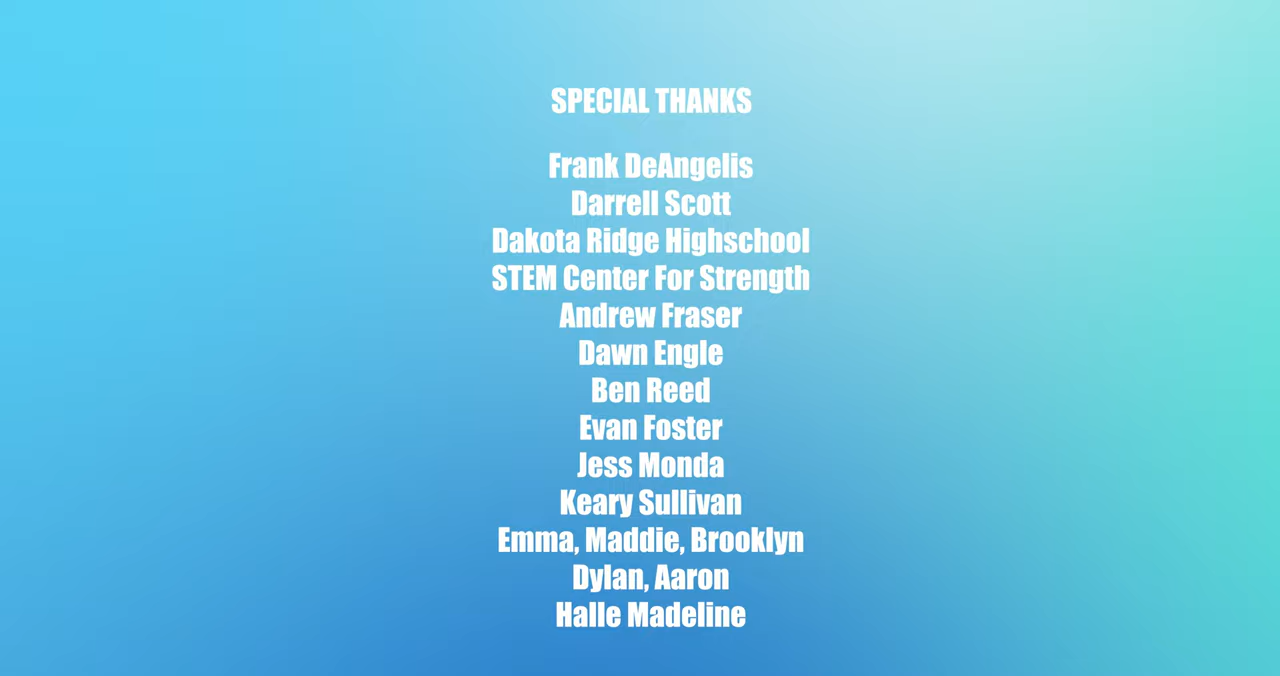 SPECIAL THANKS
Frank DeAngelis
Darrell Scott
Dakota Ridge Highschool
STEM Center For Strength
Andrew Fraser
Dawn Engle
Ben Reed
Evan Foster
Jess Monda
Keary Sullivan
Emma, Maddie, Brooklyn
Dylan, Aaron
Halle Madeline